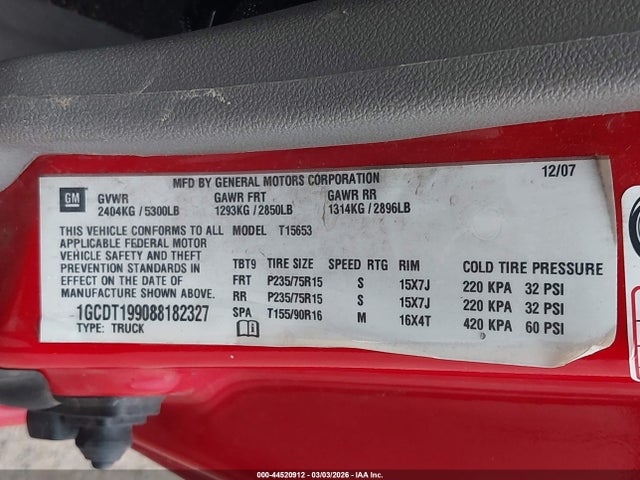 MFD BY GENERAL MOTORS CORPORATION 12/07
GM
GVWR GAWR FRT GAWR RR
2404KG / 5300LB 1293KG / 2850LB 1314KG / 2896LB
THIS VEHICLE CONFORMS TO ALL MODEL T15653
APPLICABLE FEDERAL MOTOR
VEHICLE SAFETY AND THEFT
PREVENTION STANDARDS IN
EFFECT ON THE DATE OF
MANUFACTURE SHOWN ABOVE.
1GCDT199088182327
TYPE: TRUCK
TBT9 TIRE SIZE SPEED RTG RIM COLD TIRE PRESSURE
FRT P235/75R15 S 15X7J 220 KPA 32 PSI
RR P235/75R15 S 15X7J 220 KPA 32 PSI
SPA T155/90R16 M 16X4T 420 KPA 60 PSI
000-44520912 - 03/03/2026 - IAA Inc.